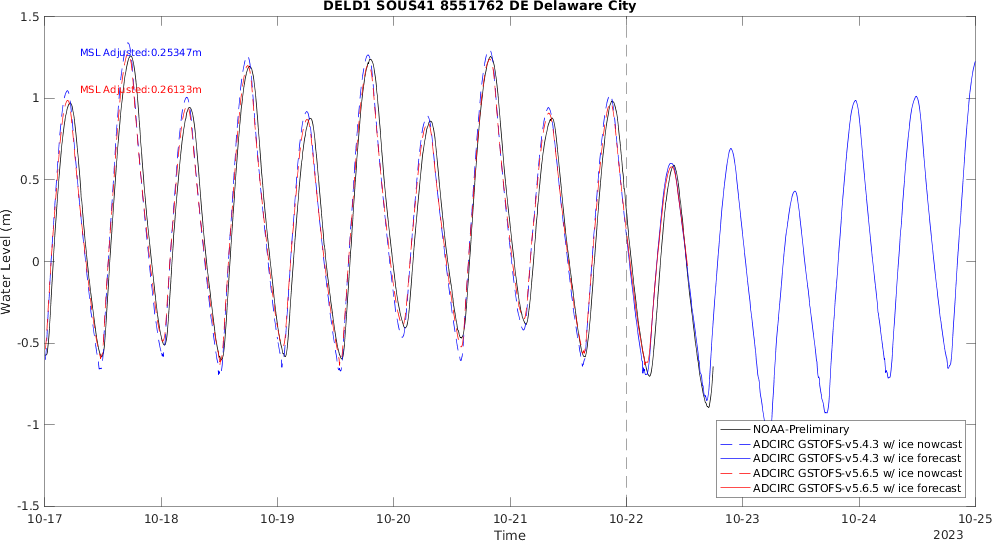 DELD1 SOUS41 8551762 DE Delaware City
1.5
1
0.5
0
-0.5
-1
-1.5
Water Level (m)
MSL Adjusted:0.25347m
MSL Adjusted:0.26133m
NOAA-Preliminary
ADCIRC GSTOFS-v5.4.3 w/ ice nowcast
ADCIRC GSTOFS-v5.4.3 w/ ice forecast
ADCIRC GSTOFS-v5.6.5 w/ ice nowcast
ADCIRC GSTOFS-v5.6.5 w/ ice forecast
10-17 10-18 10-19 10-20 10-21 10-22 10-23 10-24 10-25
Time
2023